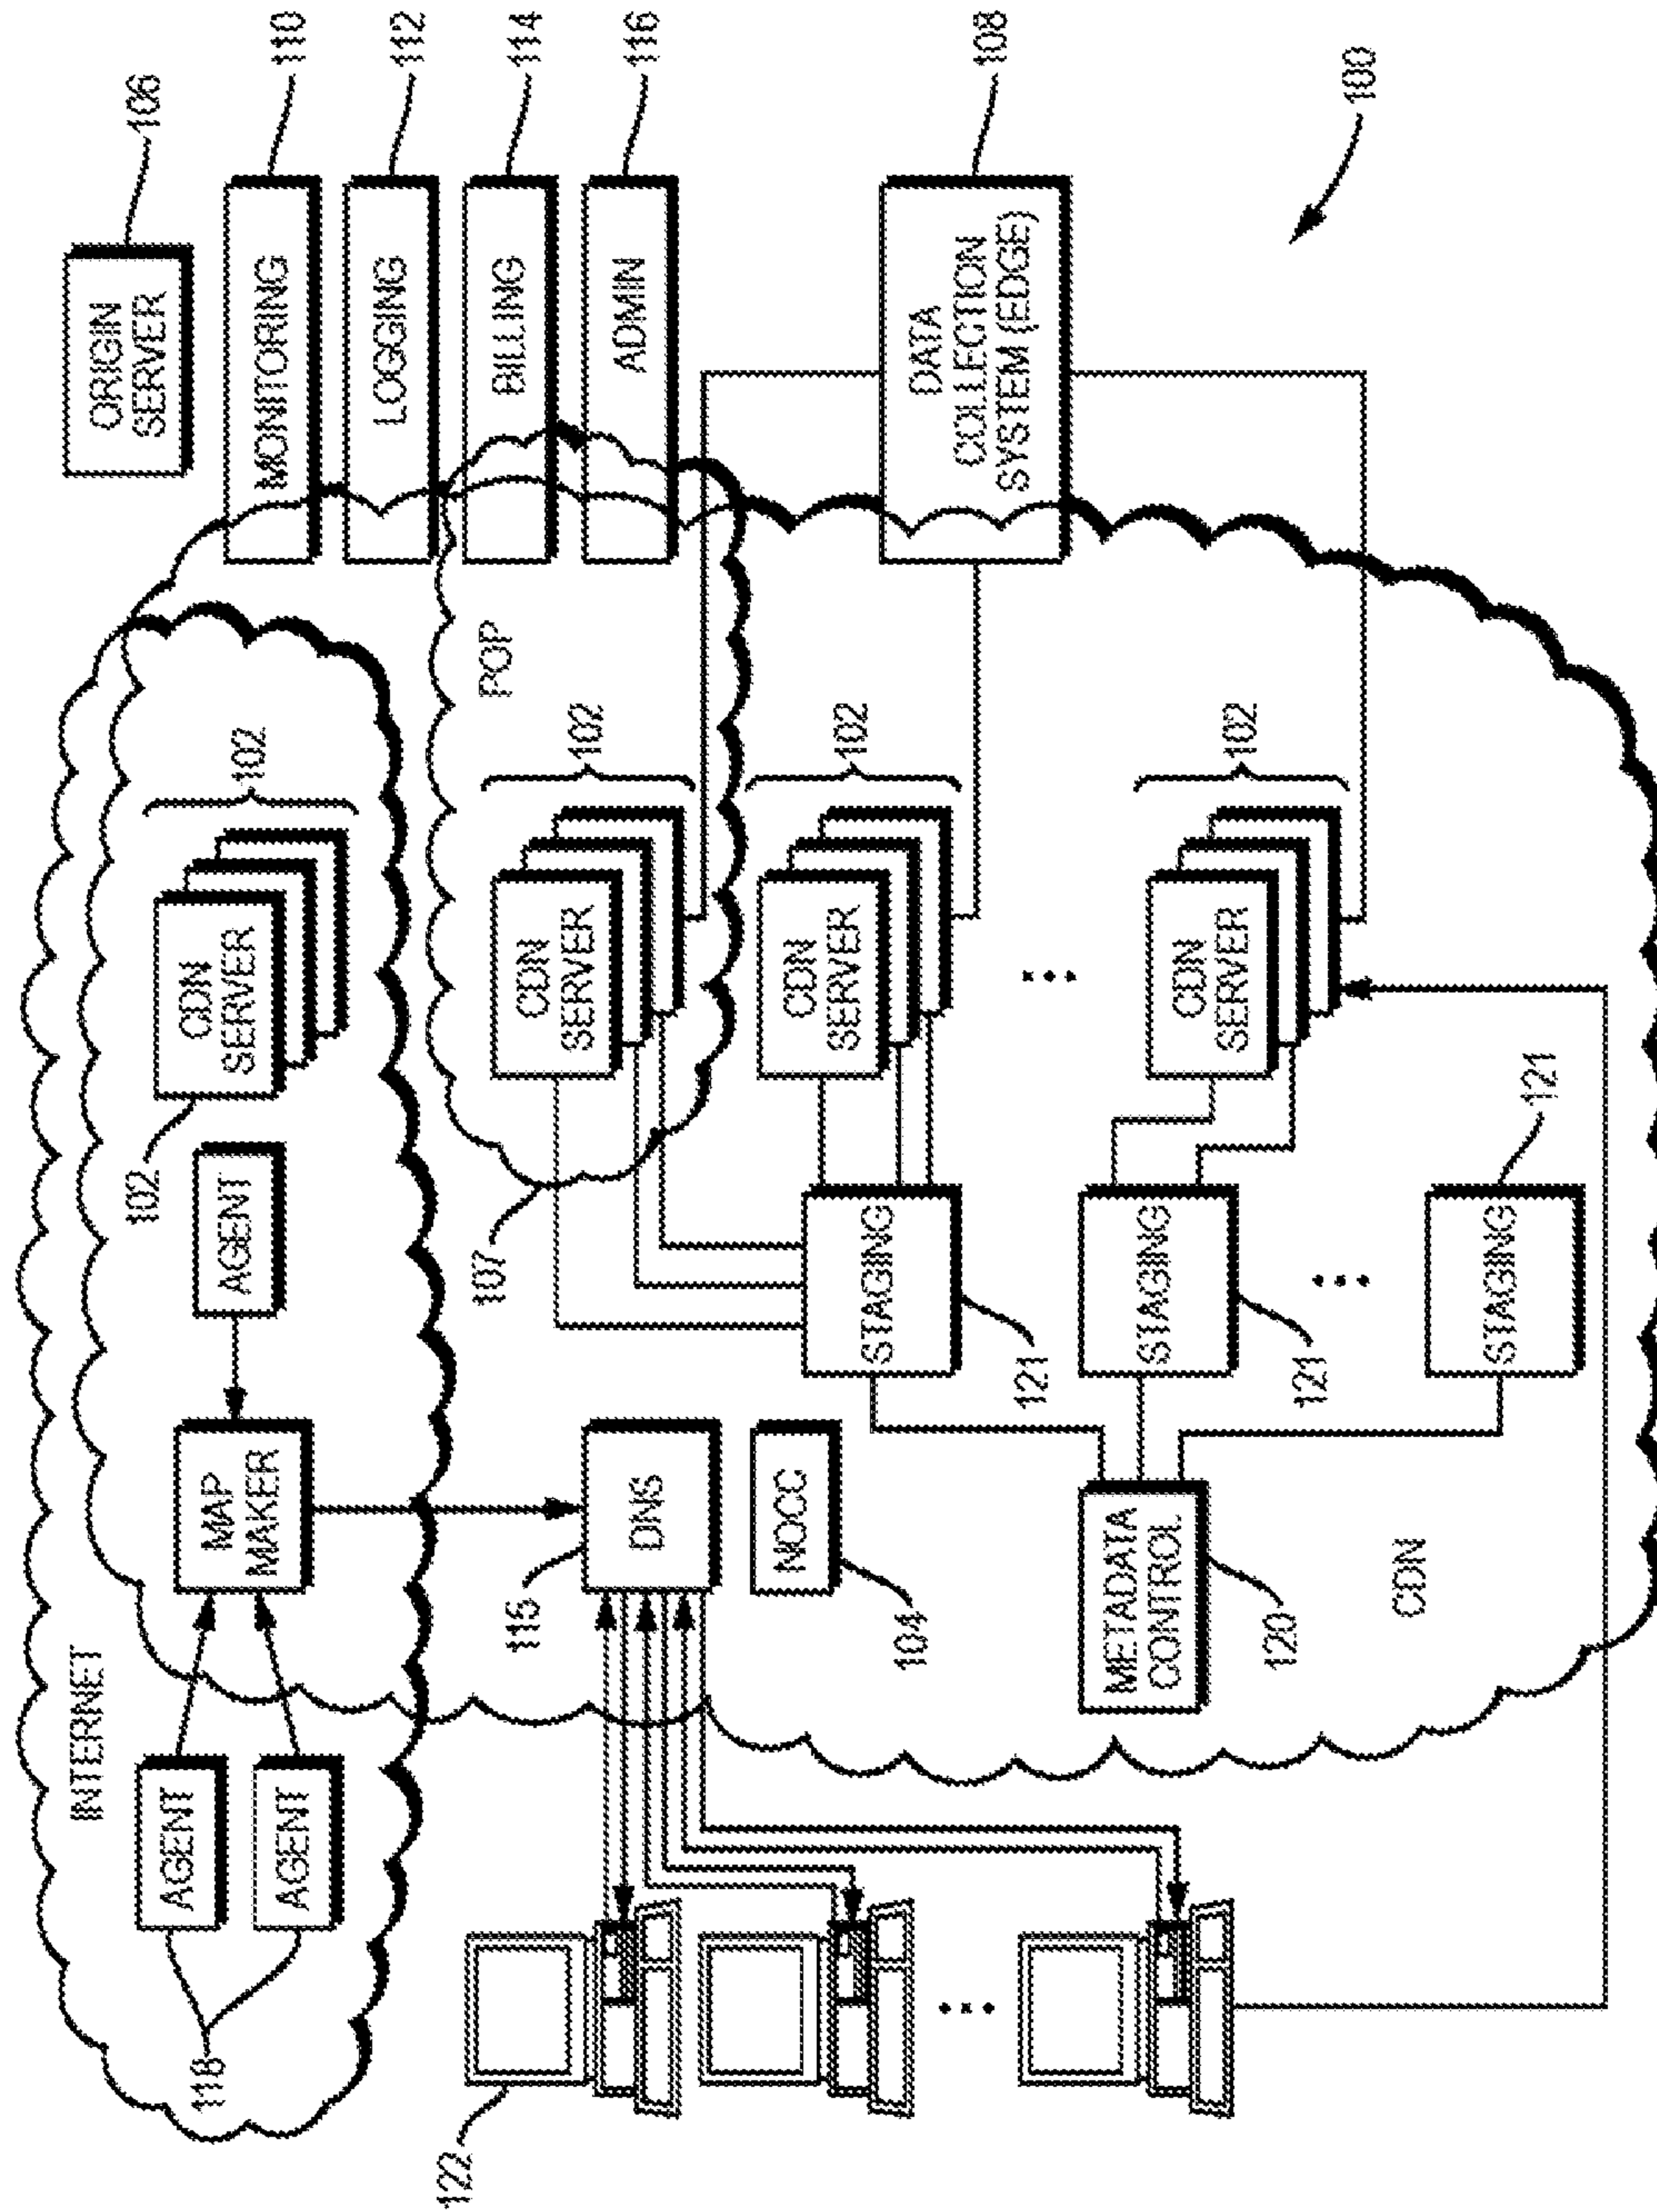 INTERNET
ORIGIN
SERVER
106
AGENT
AGENT
118
MAP
MAKER
AGENT
102
CDN
SERVER
102
MONITORING
110
LOGGING
112
122
115
DNS
107
CDN
SERVER
102
POP
BILLING
114
ADMIN
116
NOCC
104
STAGING
121
CDN
SERVER
102
DATA
COLLECTION
SYSTEM (EDGE)
108
METADATA
CONTROL
120
STAGING
121
CDN
SERVER
102
CDN
STAGING
121
100